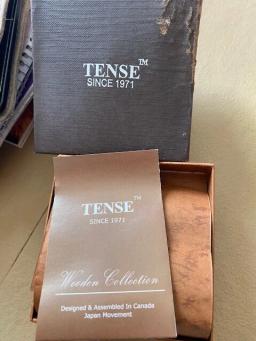 TENSE™
SINCE 1971
TENSE™
SINCE 1971
Wooden Collection
Designed & Assembled In Canada
Japan Movement